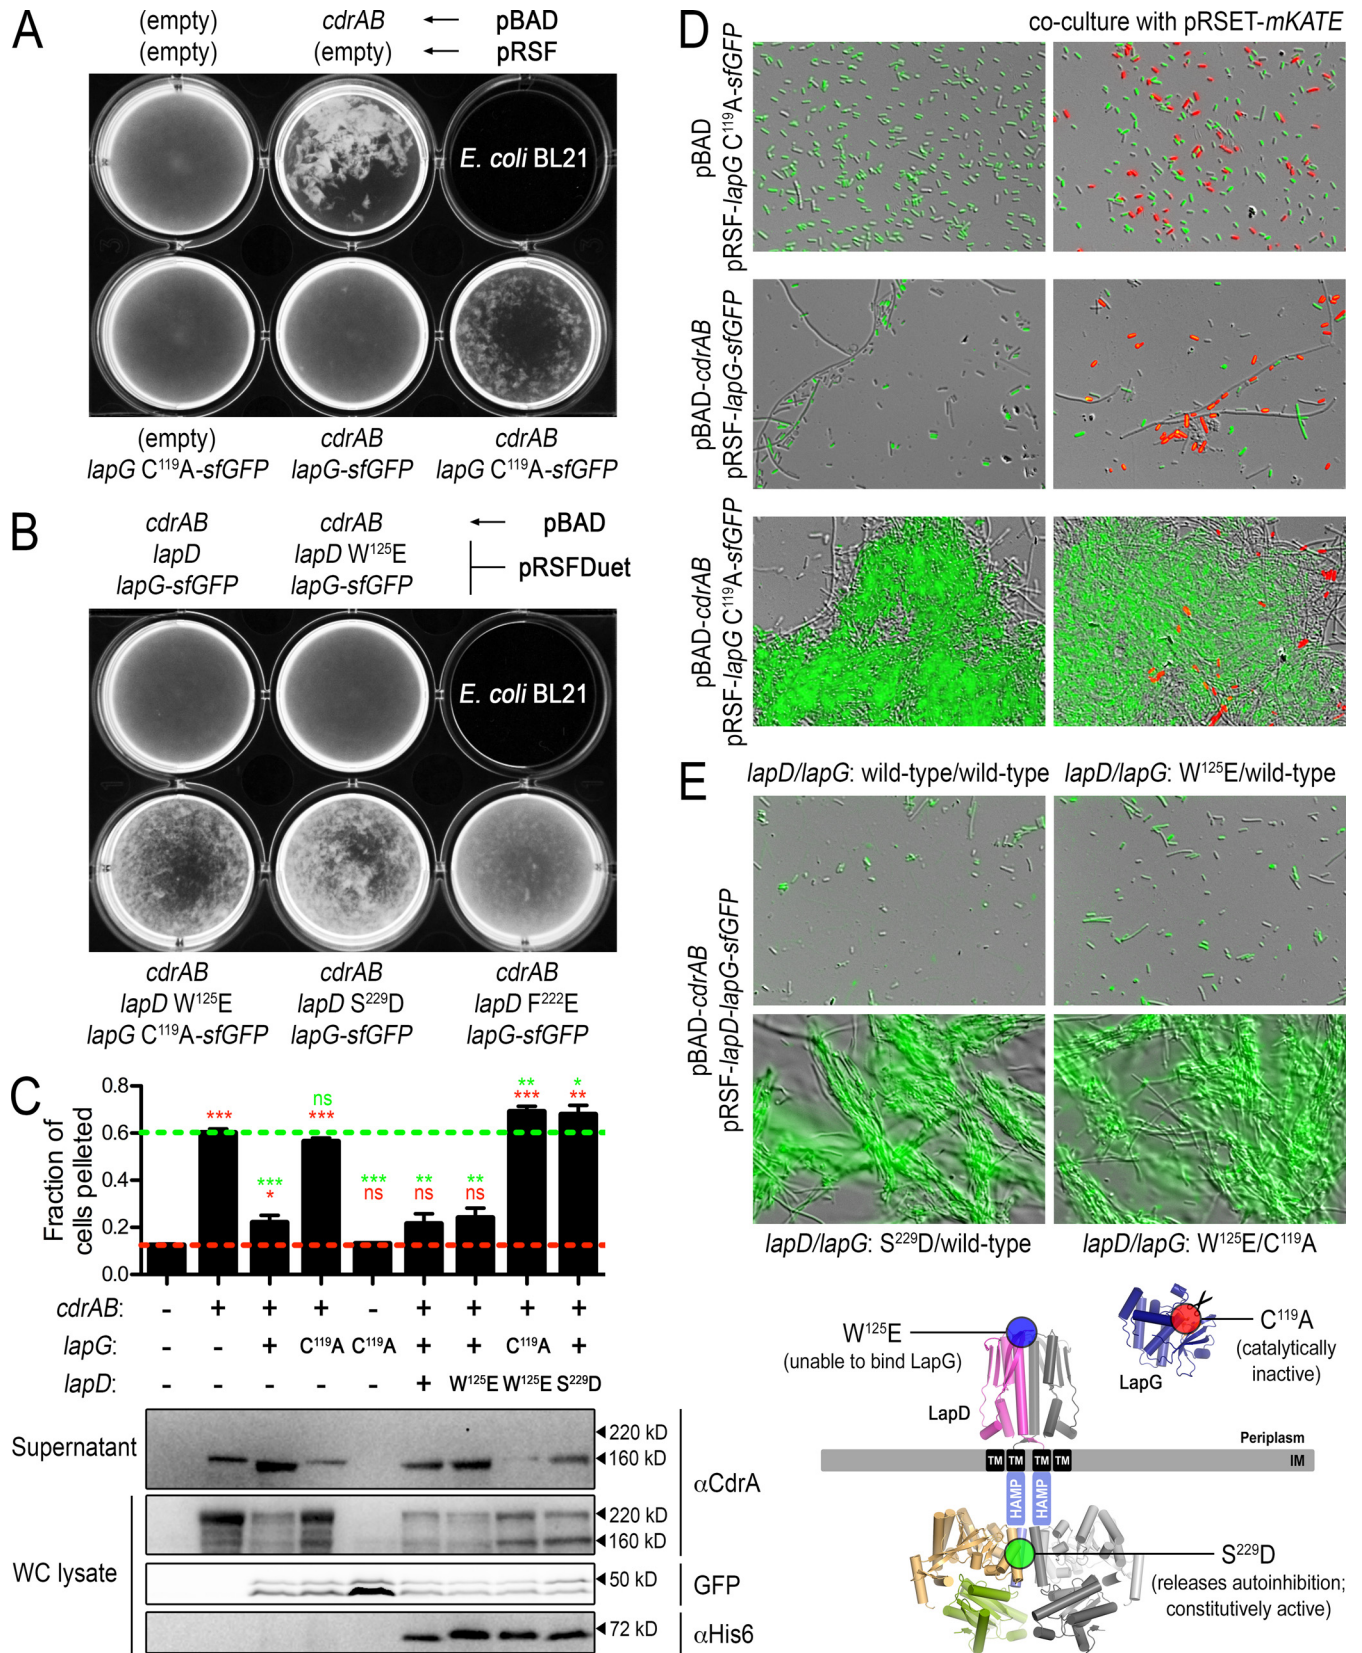 A
(empty) cdrAB ← pBAD
(empty) (empty) ← pRSF
E. coli BL21
(empty) cdrAB cdrAB
lapG C¹¹⁹A-sfGFP lapG-sfGFP lapG C¹¹⁹A-sfGFP
B
cdrAB cdrAB ← pBAD
lapD lapD W¹²⁵E
lapG-sfGFP lapG-sfGFP pRSFDuet
E. coli BL21
cdrAB cdrAB cdrAB
lapD W¹²⁵E lapD S²²⁹D lapD F²²²E
lapG C¹¹⁹A-sfGFP lapG-sfGFP lapG-sfGFP
C
Fraction of
cells pelleted
0.8
0.6
0.4
0.2
0.0
*** *** * ns *** *** ns ** ns ** ns ** *** * **
cdrAB: - + + + - + + + +
lapG: - - + C¹¹⁹A C¹¹⁹A + + C¹¹⁹A +
lapD: - - - - - + W¹²⁵E W¹²⁵E S²²⁹D
Supernatant
220 kD
160 kD
αCdrA
WC lysate
220 kD
160 kD
50 kD
GFP
72 kD
αHis6
D
co-culture with pRSET-mKATE
pBAD
pRSF-lapG C¹¹⁹A-sfGFP
pBAD-cdrAB
pRSF-lapG-sfGFP
pBAD-cdrAB
pRSF-lapG C¹¹⁹A-sfGFP
E
lapD/lapG: wild-type/wild-type
lapD/lapG: W¹²⁵E/wild-type
pBAD-cdrAB
pRSF-lapD-lapG-sfGFP
lapD/lapG: S²²⁹D/wild-type
lapD/lapG: W¹²⁵E/C¹¹⁹A
W¹²⁵E
(unable to bind LapG)
C¹¹⁹A
(catalytically
inactive)
LapG
LapD
Periplasm
TM TM TM TM
IM
HAMP HAMP
S²²⁹D
(releases autoinhibition;
constitutively active)